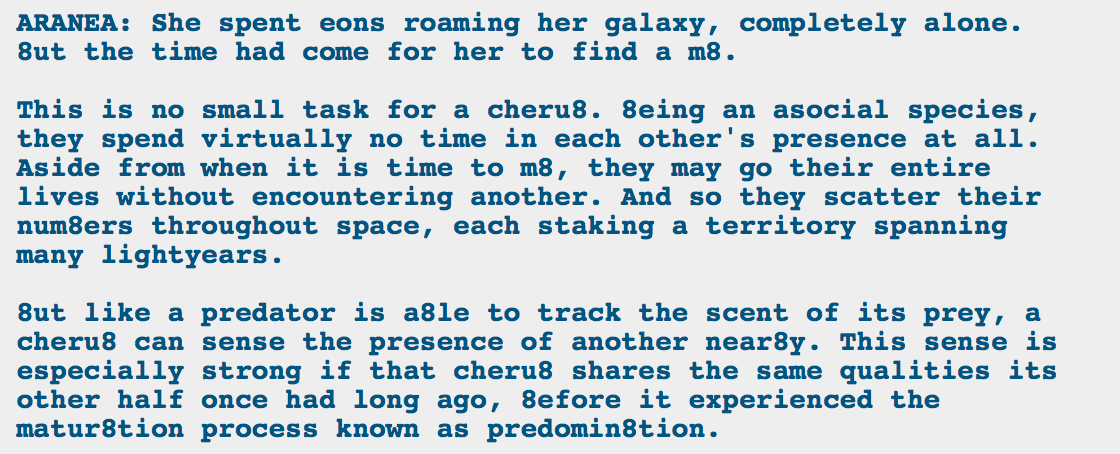 ARANEA: She spent eons roaming her galaxy, completely alone.
8ut the time had come for her to find a m8.
This is no small task for a cheru8. 8eing an asocial species,
they spend virtually no time in each other's presence at all.
Aside from when it is time to m8, they may go their entire
lives without encountering another. And so they scatter their
num8ers throughout space, each staking a territory spanning
many lightyears.
8ut like a predator is a8le to track the scent of its prey, a
cheru8 can sense the presence of another near8y. This sense is
especially strong if that cheru8 shares the same qualities its
other half once had long ago, 8efore it experienced the
matur8tion process known as predomin8tion.